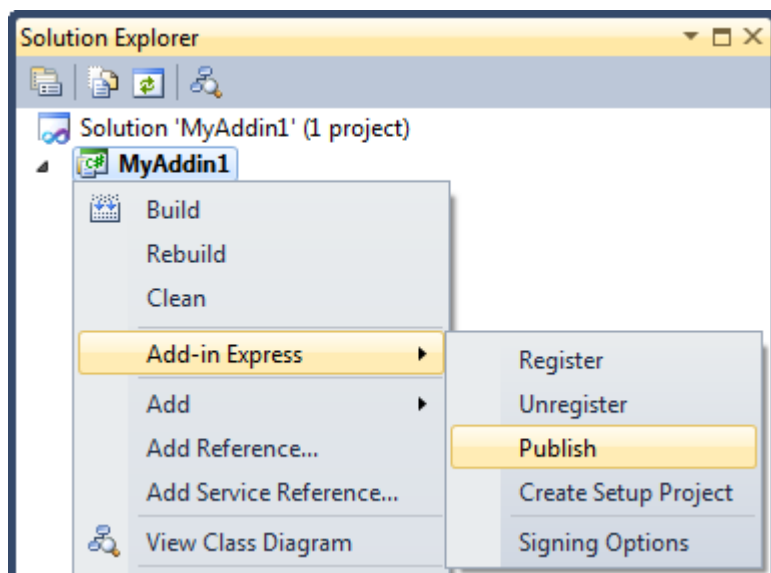 Solution Explorer
Solution 'MyAddin1' (1 project)
MyAddin1
Build
Rebuild
Clean
Add-in Express
Add
Add Reference...
Add Service Reference...
View Class Diagram
Register
Unregister
Publish
Create Setup Project
Signing Options